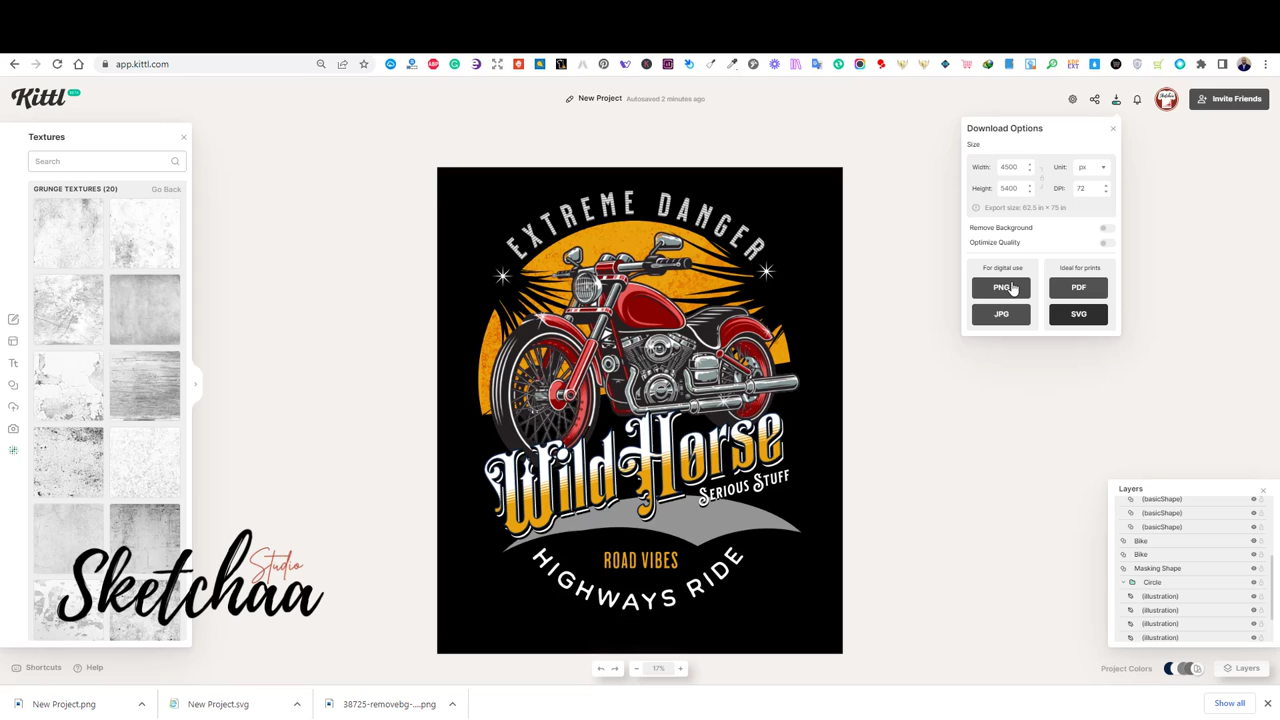 app.kittl.com
Kittl BETA
New Project Autosaved 2 minutes ago
Invite Friends
Textures
Search
GRUNGE TEXTURES (20) Go Back
Download Options
Size
Width: 4500 Unit: px
Height: 5400 DPI: 72
Export size: 62.5 in × 75 in
Remove Background
Optimize Quality
For digital use Ideal for prints
PNG PDF
JPG SVG
EXTREME DANGER
Wild Horse
SERIOUS STUFF
ROAD VIBES
HIGHWAYS RIDE
Sketchaa
Studio
Layers
(basicShape)
(basicShape)
(basicShape)
Bike
Bike
Masking Shape
Circle
(illustration)
(illustration)
(illustration)
(illustration)
Shortcuts Help
17%
Project Colors Layers
New Project.png New Project.svg 38725-removebg-....png Show all